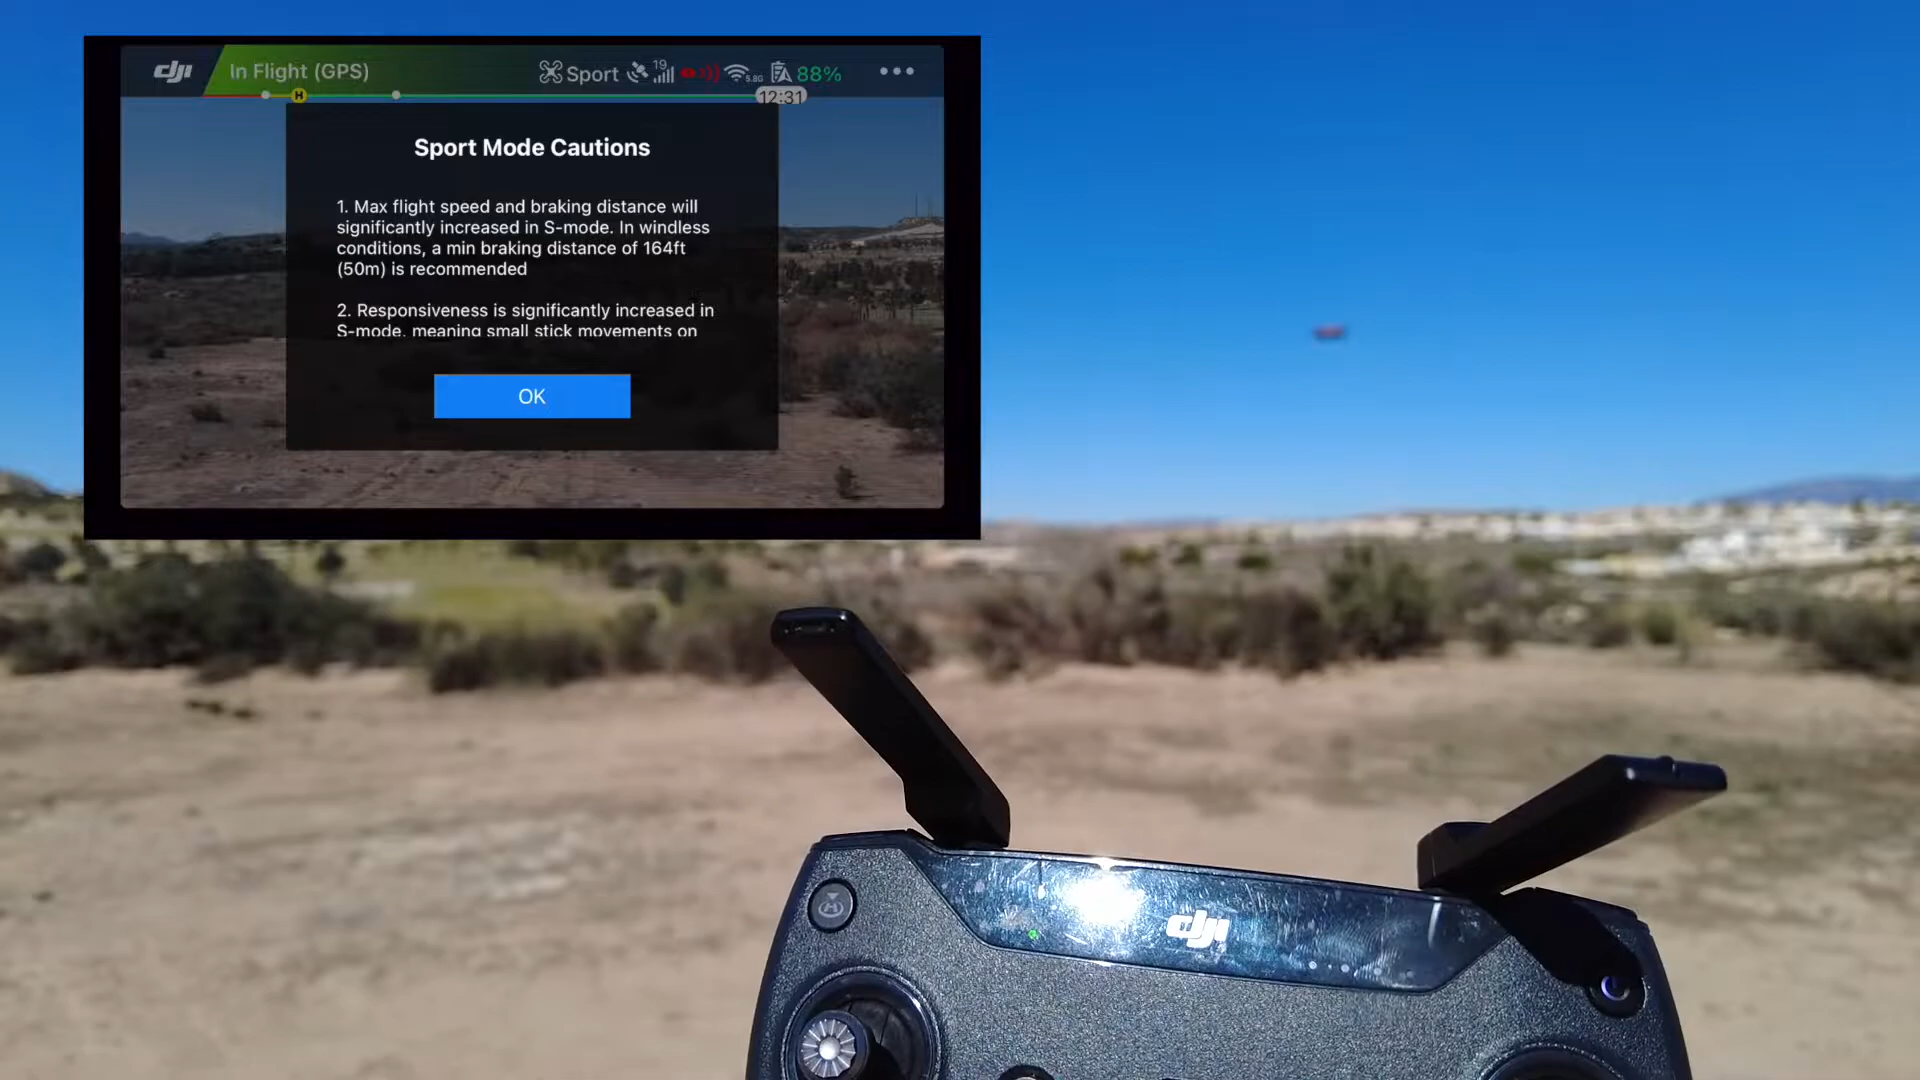 dji In Flight (GPS) Sport 19 5.8G 88%
H 12:31
Sport Mode Cautions
1. Max flight speed and braking distance will
significantly increased in S-mode. In windless
conditions, a min braking distance of 164ft
(50m) is recommended
2. Responsiveness is significantly increased in
S-mode, meaning small stick movements on
OK
dji